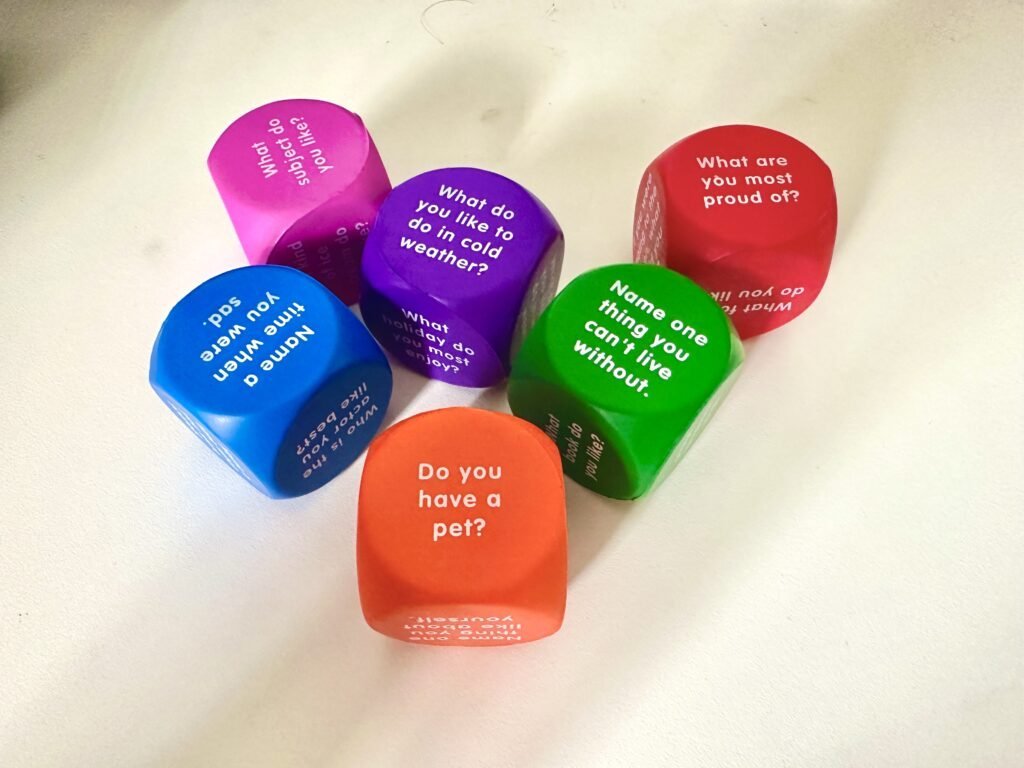 What
subject do
you like?
What do
you like to
do in cold
weather?
What
holiday do
you most
enjoy?
What are
you most
proud of?
What
do you
Name a
time when
you were
sad.
Who is the
actor you
like best?
Name one
thing you
can't live
without.
What
book do
you like?
Do you
have a
pet?
Name one
thing you
like about
yourself.